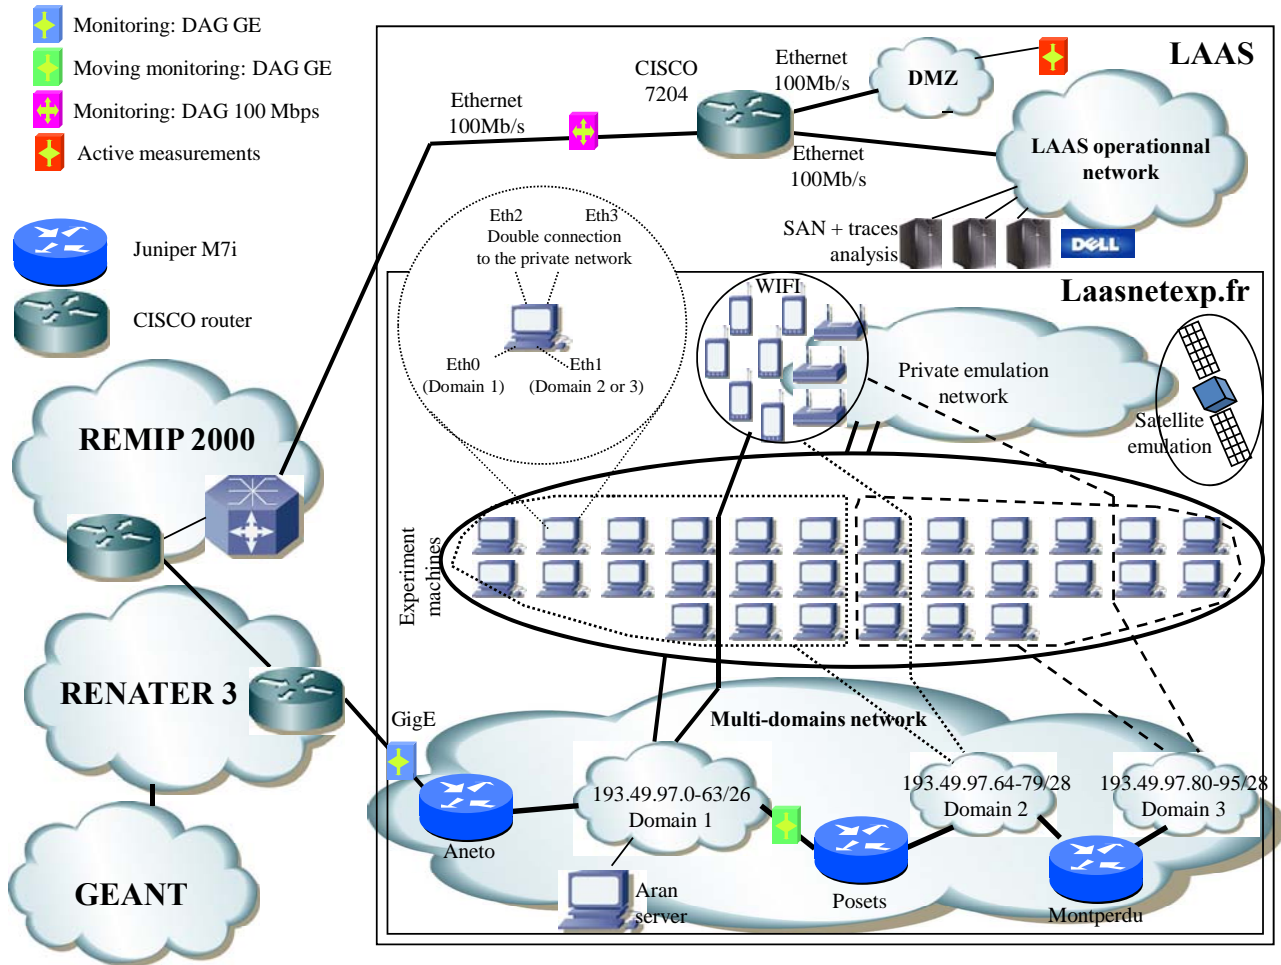 Monitoring: DAG GE
Moving monitoring: DAG GE
Monitoring: DAG 100 Mbps
Active measurements
Juniper M7i
CISCO router
REMIP 2000
RENATER 3
GEANT
LAAS
CISCO
7204
Ethernet
100Mb/s
Ethernet
100Mb/s
DMZ
Ethernet
100Mb/s
LAAS operationnal
network
SAN + traces
analysis
DELL
Laasnetexp.fr
Eth2
Eth3
Double connection
to the private network
Eth0
(Domain 1)
Eth1
(Domain 2 or 3)
WIFI
Private emulation
network
Satellite
emulation
Experiment
machines
GigE
Multi-domains network
193.49.97.0-63/26
Domain 1
193.49.97.64-79/28
Domain 2
193.49.97.80-95/28
Domain 3
Aneto
Aran
server
Posets
Montperdu